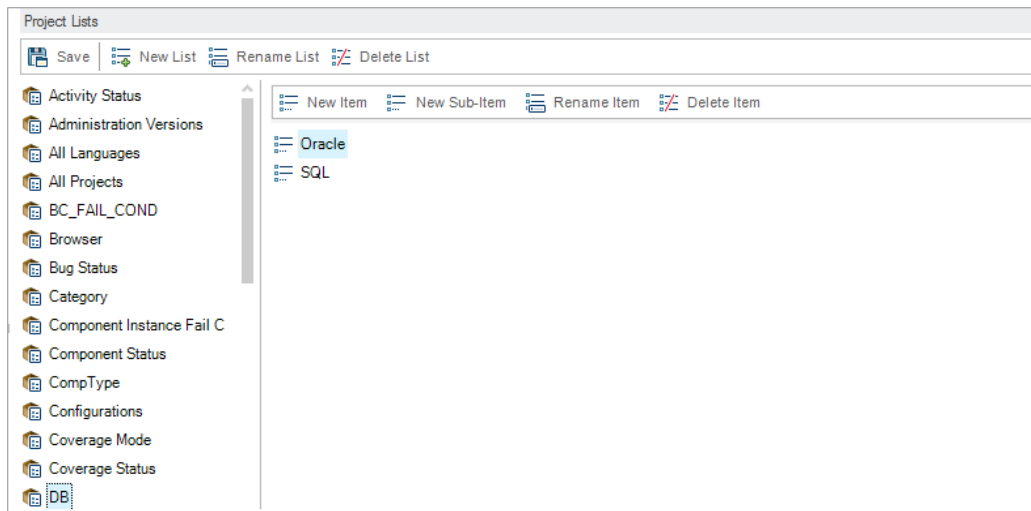 Project Lists
Save New List Rename List Delete List
Activity Status
Administration Versions
All Languages
All Projects
BC_FAIL_COND
Browser
Bug Status
Category
Component Instance Fail C
Component Status
CompType
Configurations
Coverage Mode
Coverage Status
DB
New Item New Sub-Item Rename Item Delete Item
Oracle
SQL